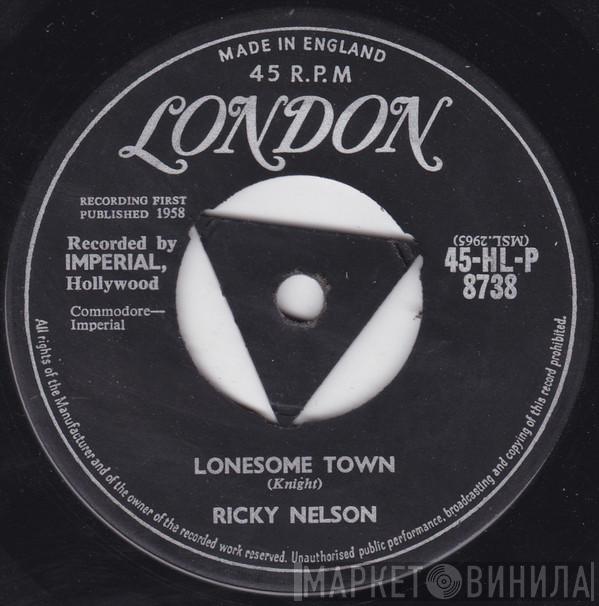 MADE IN ENGLAND
45 R.P.M
LONDON
RECORDING FIRST
PUBLISHED 1958
Recorded by
IMPERIAL,
Hollywood
Commodore—
Imperial
(MSL.2965)
45-HL-P
8738
LONESOME TOWN
(Knight)
RICKY NELSON
All rights of the Manufacturer and of the owner of the recorded work reserved. Unauthorised public performance, broadcasting and copying of this record prohibited.
МАРКЕТ ВИНИЛА